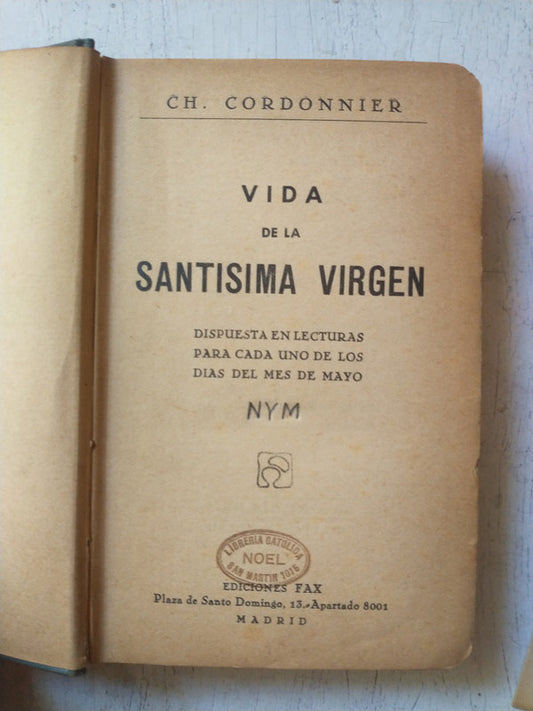 CH. CORDONNIER
VIDA
DE LA
SANTISIMA VIRGEN
DISPUESTA EN LECTURAS
PARA CADA UNO DE LOS
DIAS DEL MES DE MAYO
NYM
LIBRERIA CATOLICA
NOEL
SAN MARTIN 1015
EDICIONES FAX
Plaza de Santo Domingo, 13.-Apartado 8001
MADRID